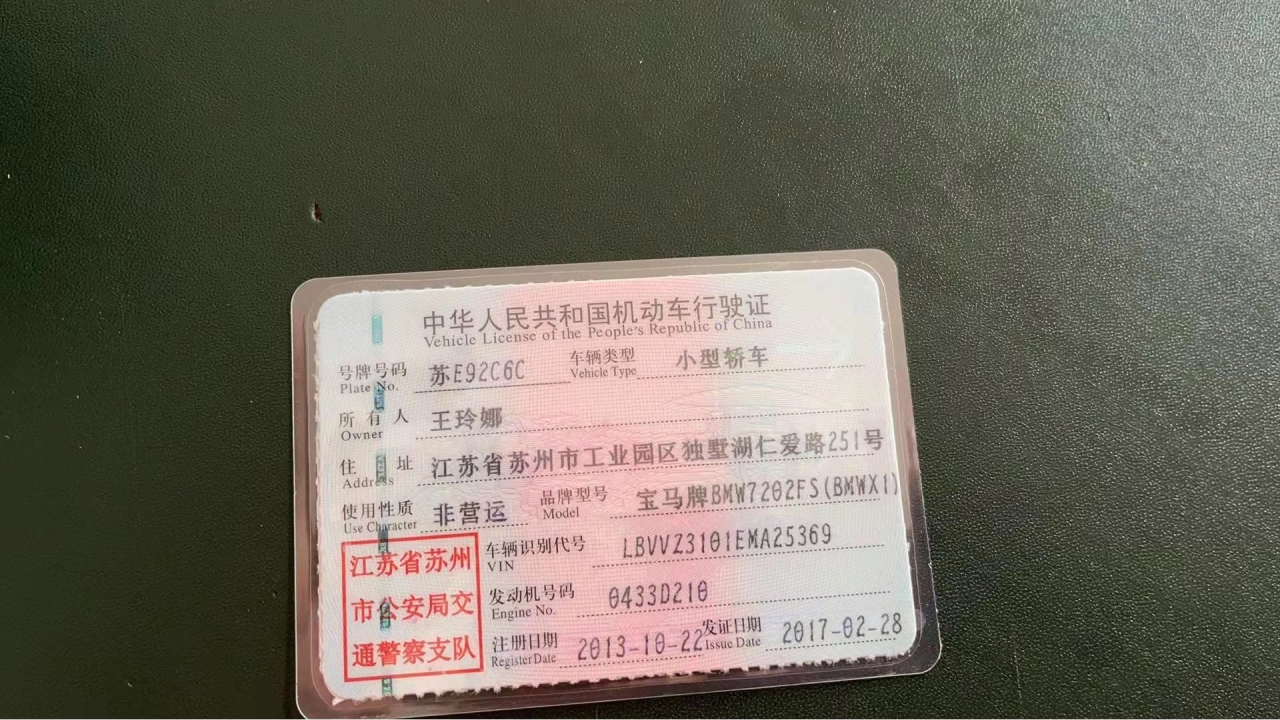 中华人民共和国机动车行驶证
Vehicle License of the People's Republic of China
号牌号码 苏E92C6C 车辆类型 小型轿车
Plate No. Vehicle Type
所有人 王玲娜
Owner
住址 江苏省苏州市工业园区独墅湖仁爱路251号
Address
使用性质 非营运 品牌型号 宝马牌BMW7202FS(BMWX1)
Use Character Model
江苏省苏州
市公安局交
通警察支队
车辆识别代号 LBVVZ3101EMA25369
VIN
发动机号码 0433D210
Engine No.
注册日期 2013-10-22 发证日期 2017-02-28
Register Date Issue Date